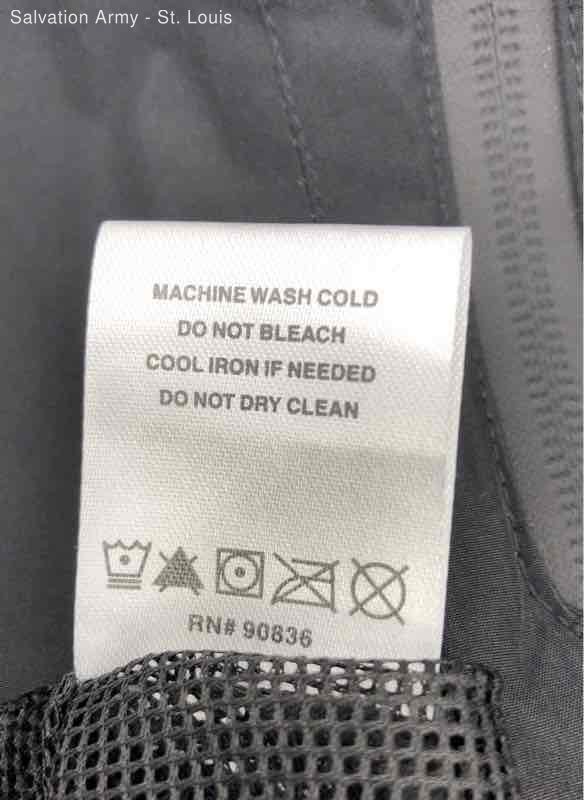 Salvation Army - St. Louis
MACHINE WASH COLD
DO NOT BLEACH
COOL IRON IF NEEDED
DO NOT DRY CLEAN
RN# 90836